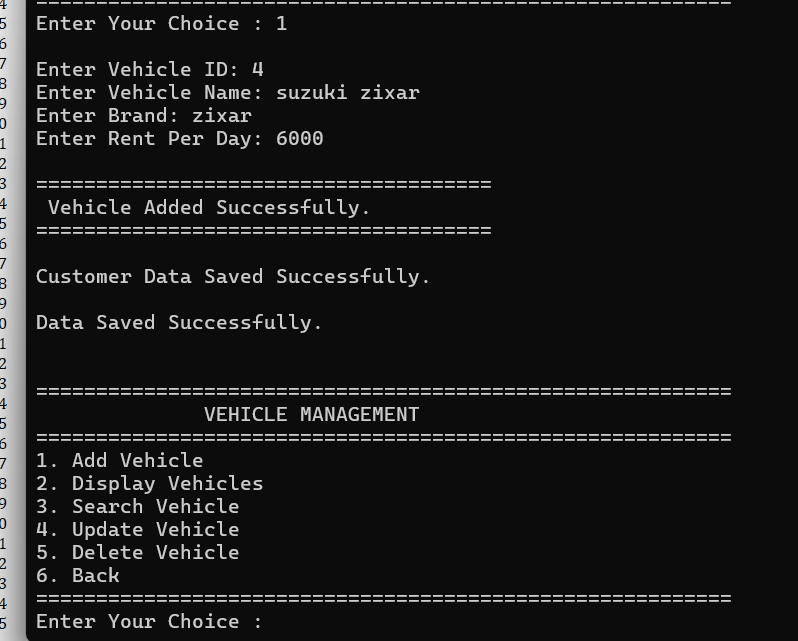 ==========================================================
Enter Your Choice : 1
Enter Vehicle ID: 4
Enter Vehicle Name: suzuki zixar
Enter Brand: zixar
Enter Rent Per Day: 6000
======================================
Vehicle Added Successfully.
======================================
Customer Data Saved Successfully.
Data Saved Successfully.
==========================================================
VEHICLE MANAGEMENT
==========================================================
1. Add Vehicle
2. Display Vehicles
3. Search Vehicle
4. Update Vehicle
5. Delete Vehicle
6. Back
==========================================================
Enter Your Choice :